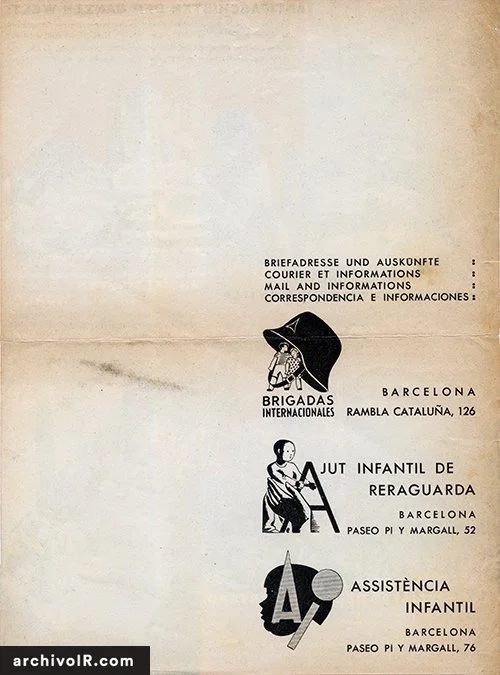 BRIEFADRESSE UND AUSKÜNFTE :
COURIER ET INFORMATIONS :
MAIL AND INFORMATIONS :
CORRESPONDENCIA E INFORMACIONES :
BRIGADAS
INTERNACIONALES
BARCELONA
RAMBLA CATALUÑA, 126
AJUT INFANTIL DE
RERAGUARDA
BARCELONA
PASEO PI Y MARGALL, 52
Ai
ASSISTÈNCIA
INFANTIL
BARCELONA
PASEO PI Y MARGALL, 76
archivoIR.com